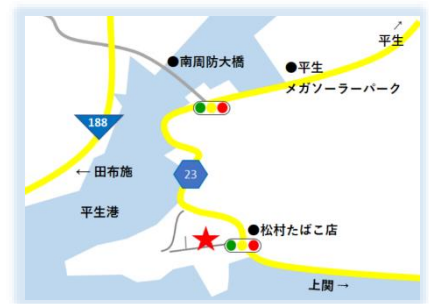 ↗
平生
●南周防大橋
●平生
メガソーラーパーク
188
← 田布施
23
平生港
●松村たばこ店
上関 →